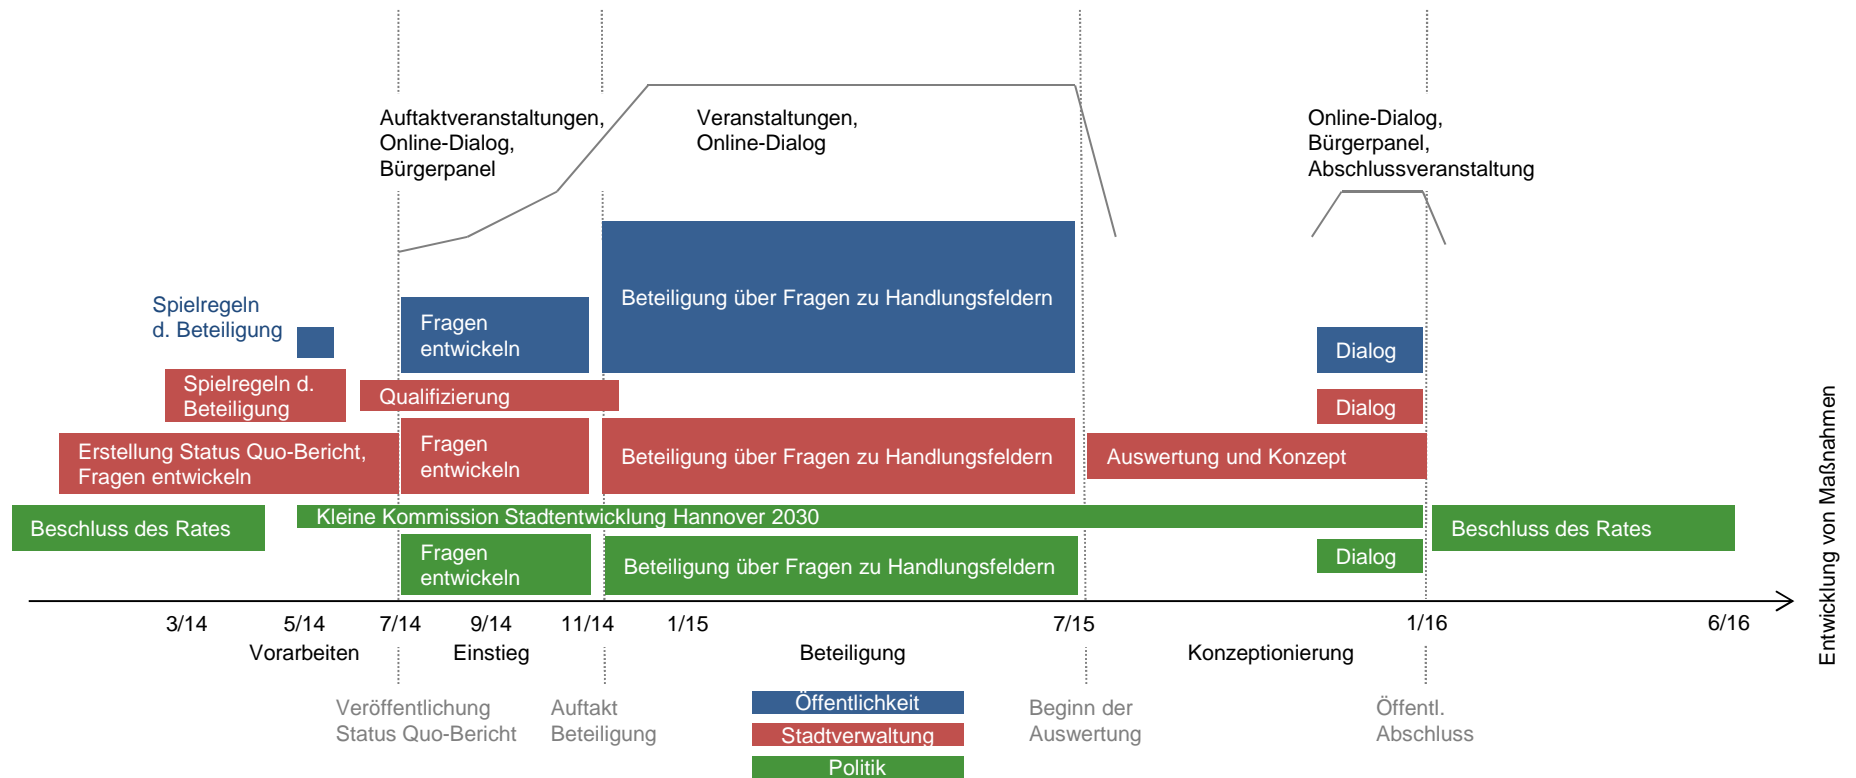 Auftaktveranstaltungen,
Online-Dialog,
Bürgerpanel
Veranstaltungen,
Online-Dialog
Online-Dialog,
Bürgerpanel,
Abschlussveranstaltung
Spielregeln
d. Beteiligung
Fragen
entwickeln
Beteiligung über Fragen zu Handlungsfeldern
Dialog
Spielregeln d.
Beteiligung
Qualifizierung
Dialog
Erstellung Status Quo-Bericht,
Fragen entwickeln
Fragen
entwickeln
Beteiligung über Fragen zu Handlungsfeldern
Auswertung und Konzept
Beschluss des Rates
Kleine Kommission Stadtentwicklung Hannover 2030
Beschluss des Rates
Fragen
entwickeln
Beteiligung über Fragen zu Handlungsfeldern
Dialog
Entwicklung von Maßnahmen
3/14 5/14 7/14 9/14 11/14 1/15 7/15 1/16 6/16
Vorarbeiten Einstieg Beteiligung Konzeptionierung
Veröffentlichung
Status Quo-Bericht
Auftakt
Beteiligung
Öffentlichkeit
Stadtverwaltung
Politik
Beginn der
Auswertung
Öffentl.
Abschluss